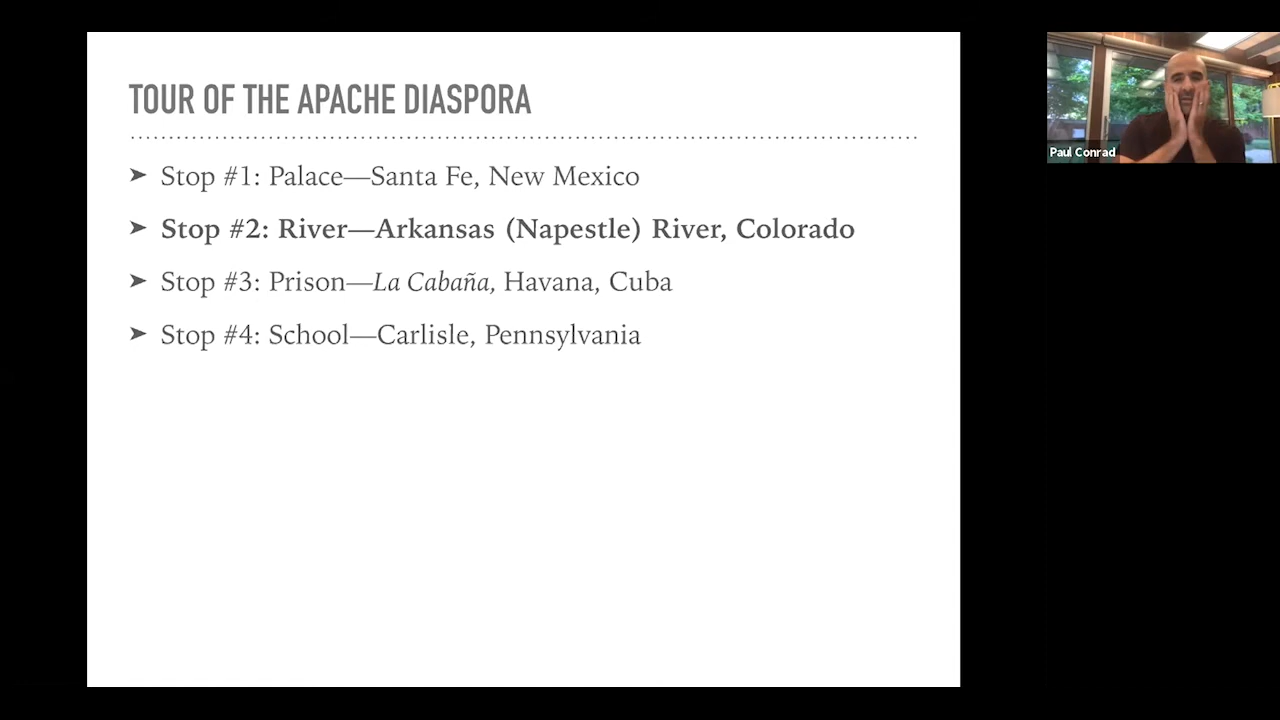 TOUR OF THE APACHE DIASPORA
➤ Stop #1: Palace—Santa Fe, New Mexico
➤ Stop #2: River—Arkansas (Napestle) River, Colorado
➤ Stop #3: Prison—La Cabaña, Havana, Cuba
➤ Stop #4: School—Carlisle, Pennsylvania
Paul Conrad